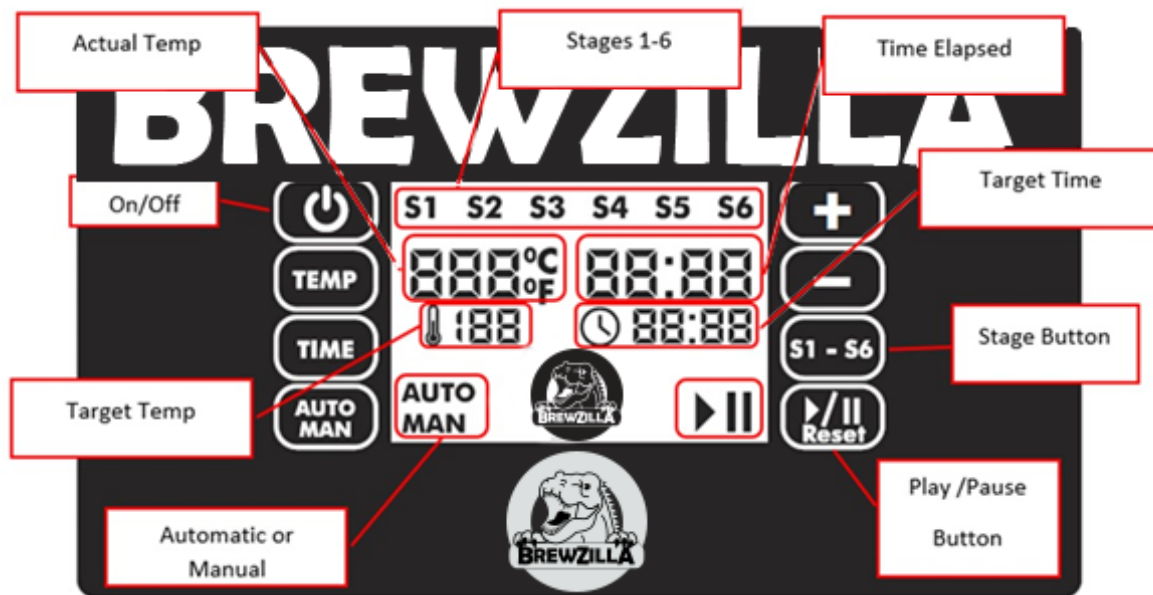 Actual Temp
Stages 1-6
Time Elapsed
BREWZILLA
On/Off
Target Time
S1 S2 S3 S4 S5 S6
+
TEMP
888°C
°F
88:88
−
TIME
188
88:88
S1 - S6
Stage Button
Target Temp
AUTO
MAN
AUTO
MAN
BREWZILLA
Reset
Automatic or
Manual
BREWZILLA
Play /Pause
Button